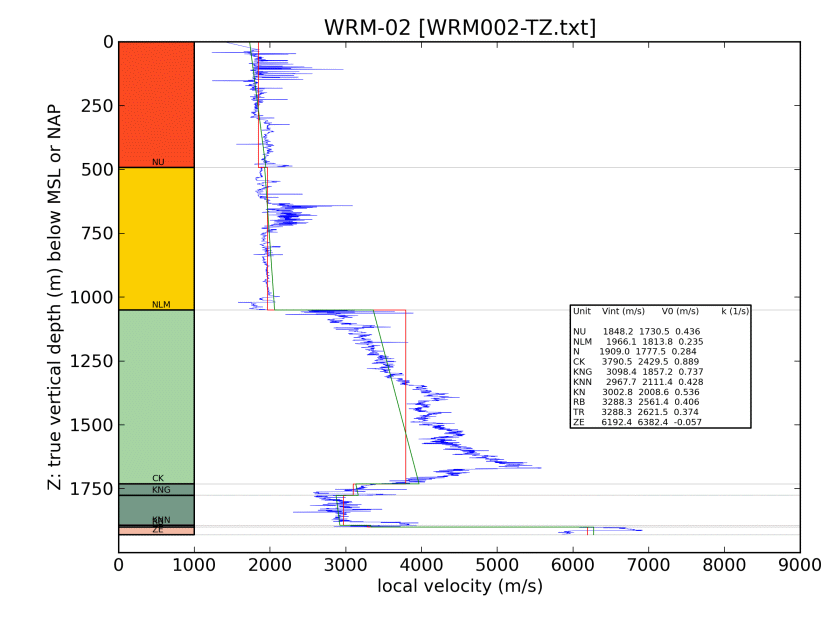 WRM-02 [WRM002-TZ.txt]
0
250
500
750
1000
1250
1500
1750
Z: true vertical depth (m) below MSL or NAP
NU
NLM
CK
KNG
KNN
ZE
Unit Vint (m/s) V0 (m/s) k (1/s)
NU 1848.2 1730.5 0.436
NLM 1966.1 1813.8 0.235
N 1909.0 1777.5 0.284
CK 3790.5 2429.5 0.889
KNG 3098.4 1857.2 0.737
KNN 2967.7 2111.4 0.428
KN 3002.8 2008.6 0.536
RB 3288.3 2561.4 0.406
TR 3288.3 2621.5 0.374
ZE 6192.4 6382.4 -0.057
0 1000 2000 3000 4000 5000 6000 7000 8000 9000
local velocity (m/s)